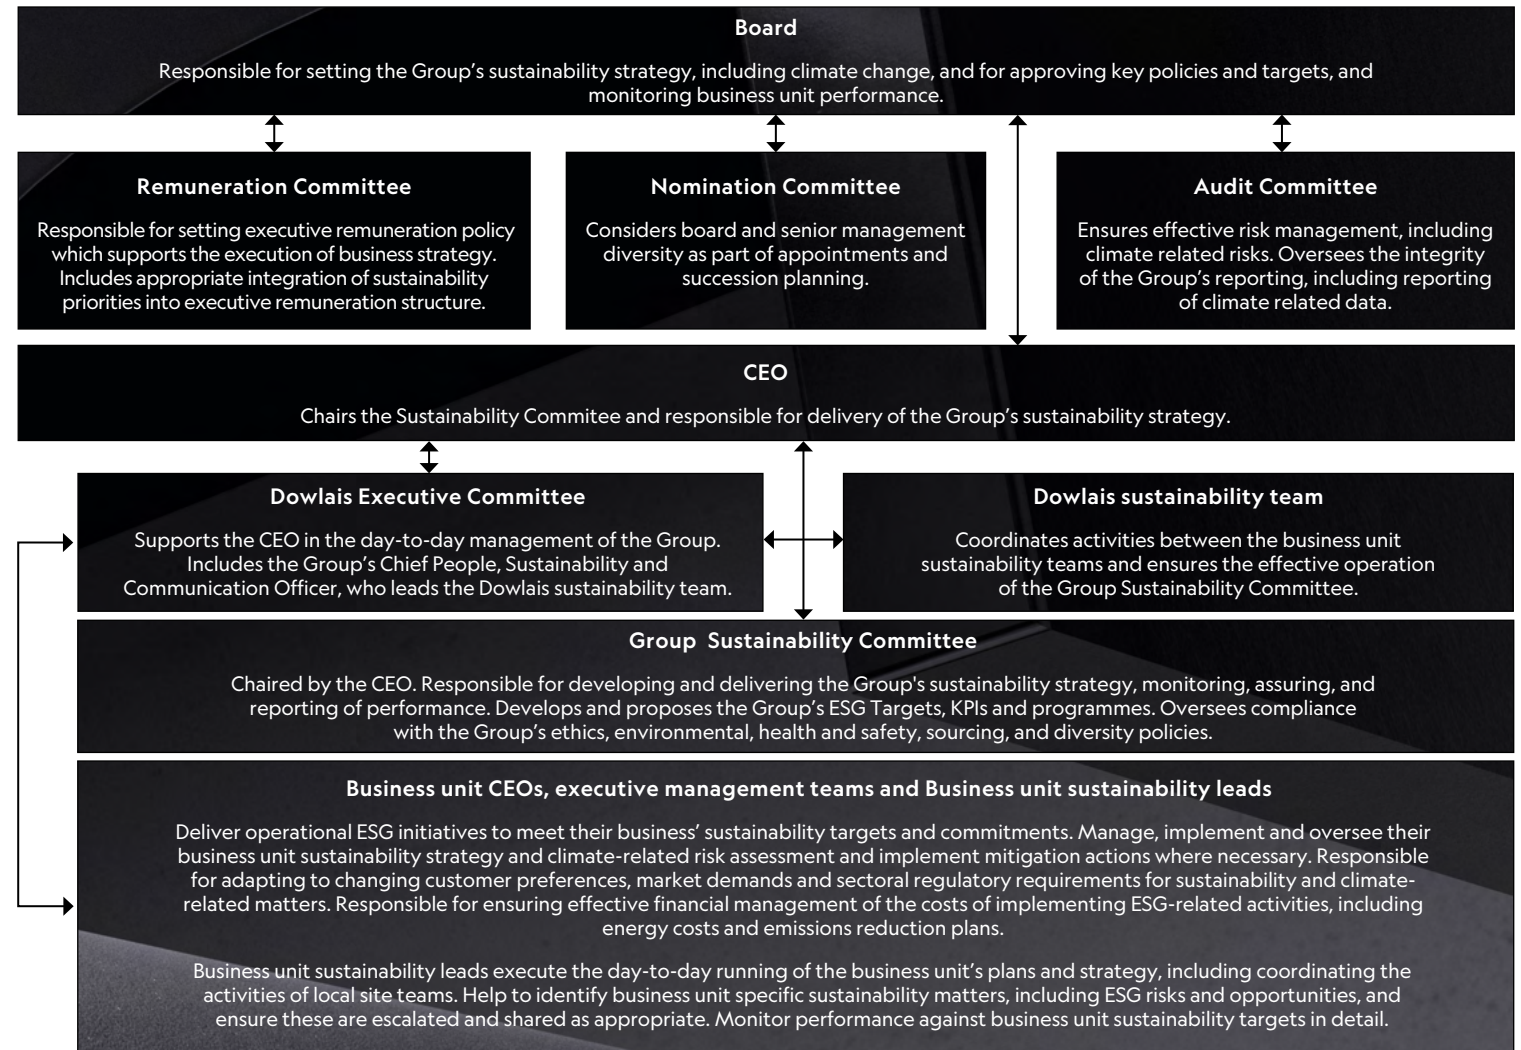 Board
Responsible for setting the Group’s sustainability strategy, including climate change, and for approving key policies and targets, and
monitoring business unit performance.
Remuneration Committee
Responsible for setting executive remuneration policy
which supports the execution of business strategy.
Includes appropriate integration of sustainability
priorities into executive remuneration structure.
Nomination Committee
Considers board and senior management
diversity as part of appointments and
succession planning.
Audit Committee
Ensures effective risk management, including
climate related risks. Oversees the integrity
of the Group’s reporting, including reporting
of climate related data.
CEO
Chairs the Sustainability Commitee and responsible for delivery of the Group’s sustainability strategy.
Dowlais Executive Committee
Supports the CEO in the day-to-day management of the Group.
Includes the Group’s Chief People, Sustainability and
Communication Officer, who leads the Dowlais sustainability team.
Dowlais sustainability team
Coordinates activities between the business unit
sustainability teams and ensures the effective operation
of the Group Sustainability Committee.
Group Sustainability Committee
Chaired by the CEO. Responsible for developing and delivering the Group's sustainability strategy, monitoring, assuring, and
reporting of performance. Develops and proposes the Group’s ESG Targets, KPIs and programmes. Oversees compliance
with the Group’s ethics, environmental, health and safety, sourcing, and diversity policies.
Business unit CEOs, executive management teams and Business unit sustainability leads
Deliver operational ESG initiatives to meet their business’ sustainability targets and commitments. Manage, implement and oversee their
business unit sustainability strategy and climate-related risk assessment and implement mitigation actions where necessary. Responsible
for adapting to changing customer preferences, market demands and sectoral regulatory requirements for sustainability and climate-
related matters. Responsible for ensuring effective financial management of the costs of implementing ESG-related activities, including
energy costs and emissions reduction plans.
Business unit sustainability leads execute the day-to-day running of the business unit’s plans and strategy, including coordinating the
activities of local site teams. Help to identify business unit specific sustainability matters, including ESG risks and opportunities, and
ensure these are escalated and shared as appropriate. Monitor performance against business unit sustainability targets in detail.